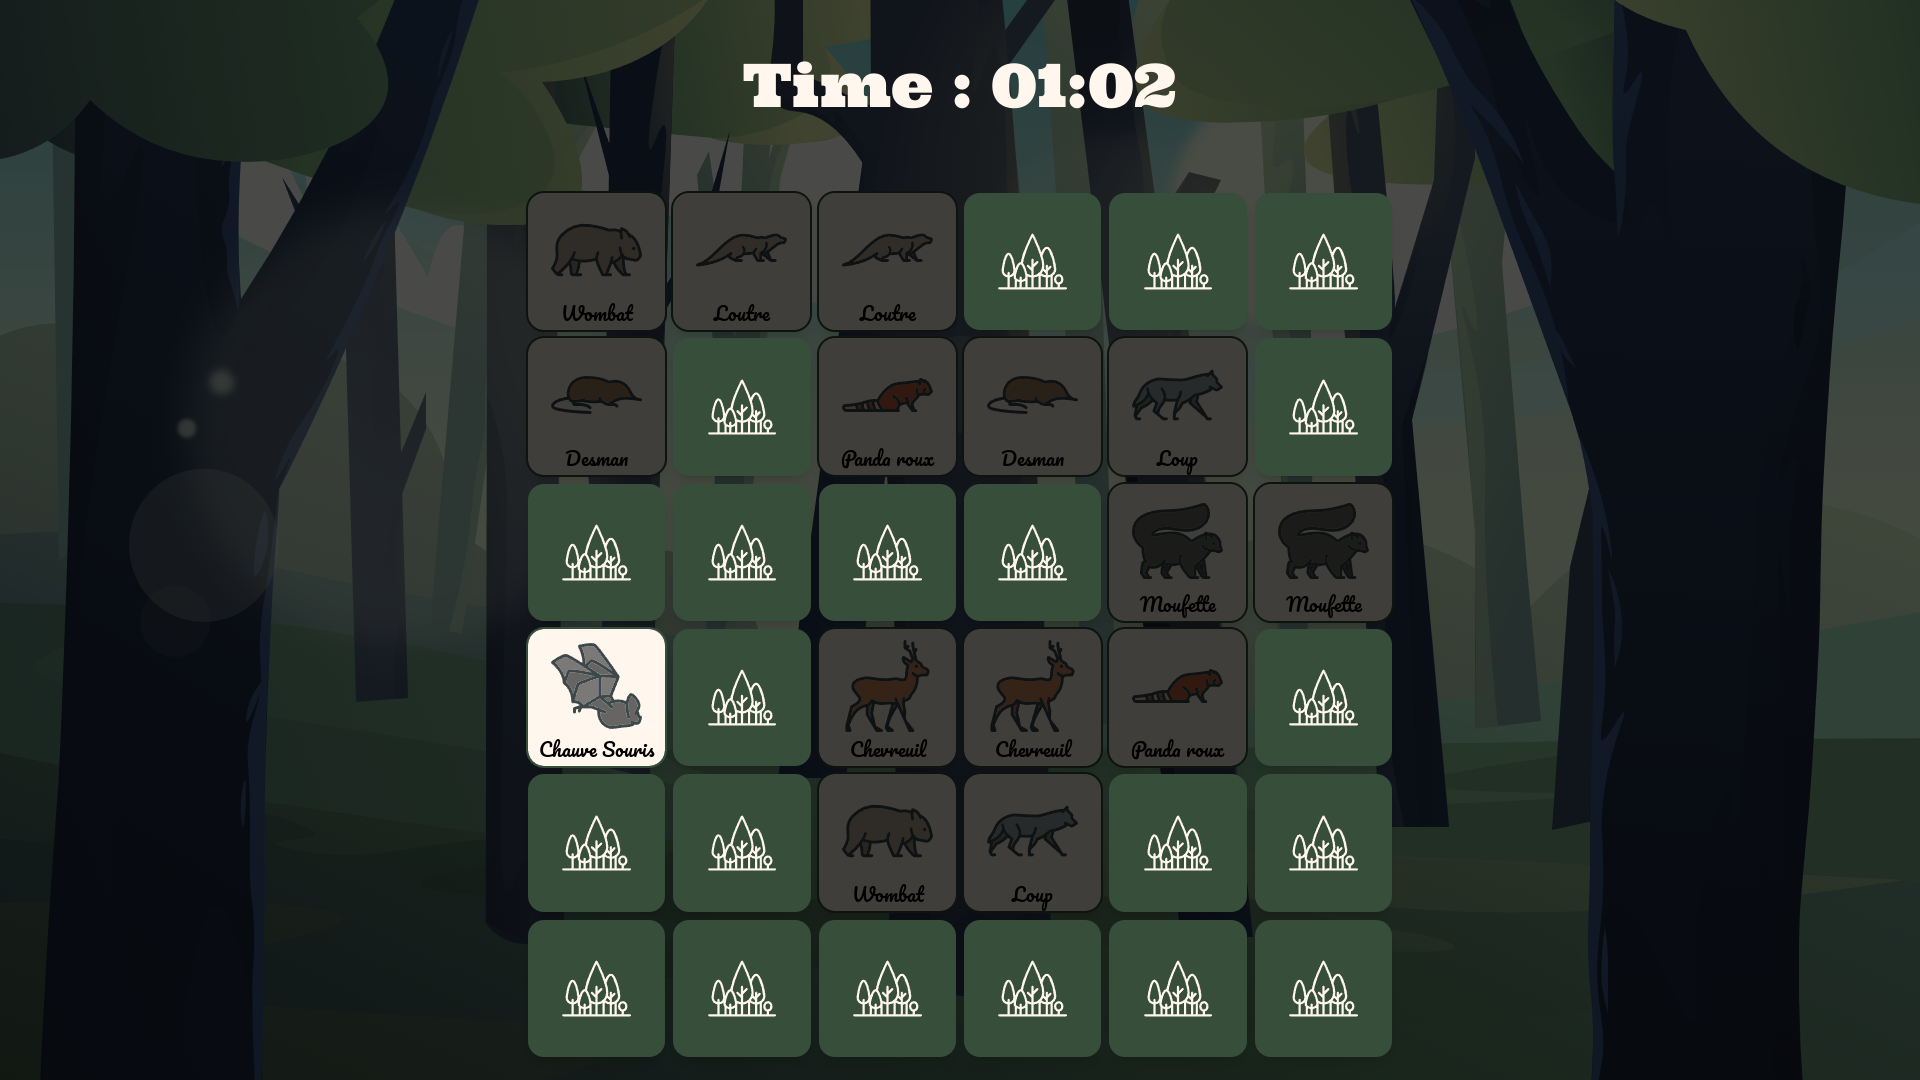 Time : 01:02
Wombat
Loutre
Loutre
Desman
Panda roux
Desman
Loup
Moufette
Moufette
Chauve Souris
Chevreuil
Chevreuil
Panda roux
Wombat
Loup